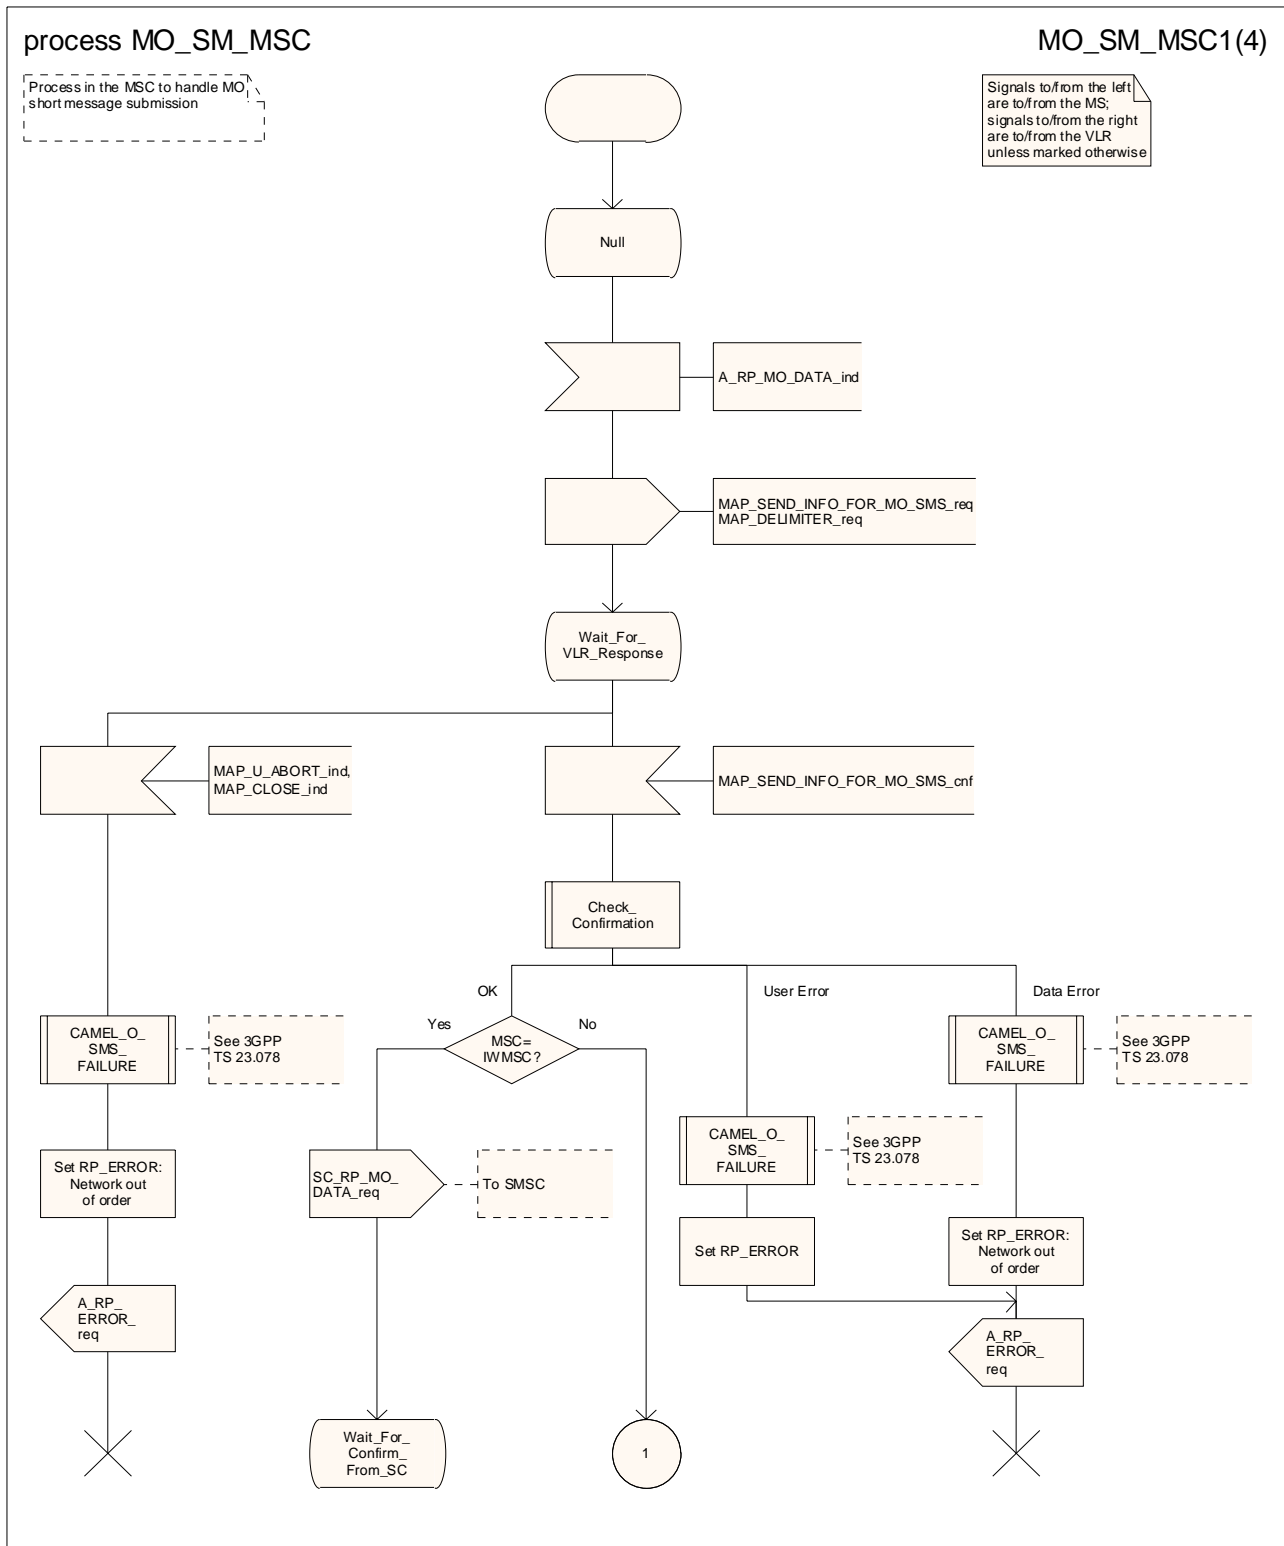 process MO_SM_MSC
MO_SM_MSC1(4)
Process in the MSC to handle MO
short message submission
Signals to/from the left
are to/from the MS;
signals to/from the right
are to/from the VLR
unless marked otherwise
Null
A_RP_MO_DATA_ind
MAP_SEND_INFO_FOR_MO_SMS_req
MAP_DELIMITER_req
Wait_For_
VLR_Response
MAP_U_ABORT_ind,
MAP_CLOSE_ind
MAP_SEND_INFO_FOR_MO_SMS_cnf
Check_
Confirmation
OK
User Error
Data Error
Yes
No
CAMEL_O_
SMS_
FAILURE
See 3GPP
TS 23.078
MSC=
IWMSC?
CAMEL_O_
SMS_
FAILURE
See 3GPP
TS 23.078
CAMEL_O_
SMS_
FAILURE
See 3GPP
TS 23.078
Set RP_ERROR:
Network out
of order
SC_RP_MO_
DATA_req
To SMSC
Set RP_ERROR
Set RP_ERROR:
Network out
of order
A_RP_
ERROR_
req
A_RP_
ERROR_
req
Wait_For_
Confirm_
From_SC
1